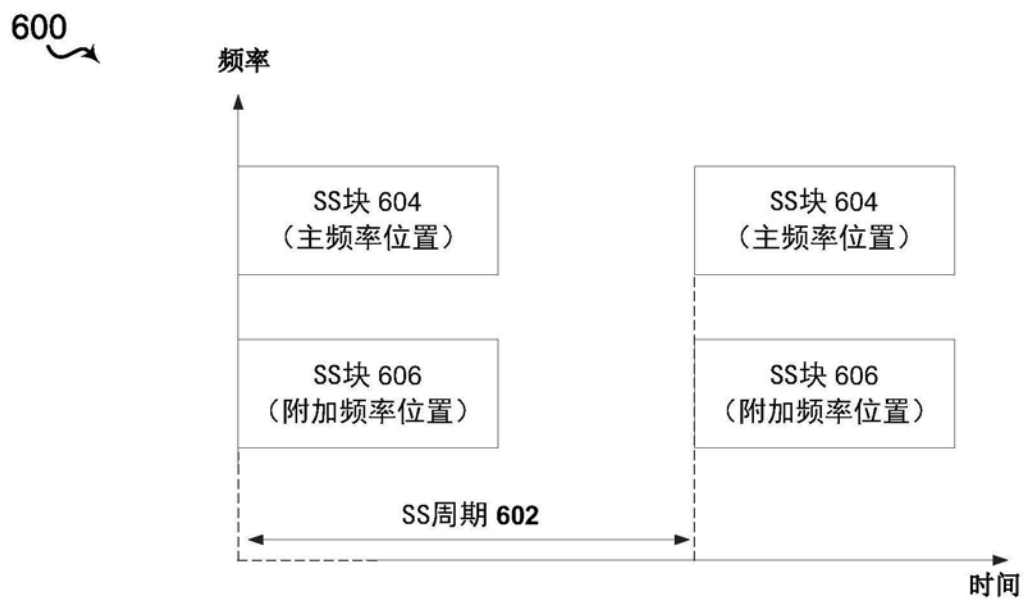 600
频率
SS块 604
（主频率位置）
SS块 604
（主频率位置）
SS块 606
（附加频率位置）
SS块 606
（附加频率位置）
SS周期 602
时间